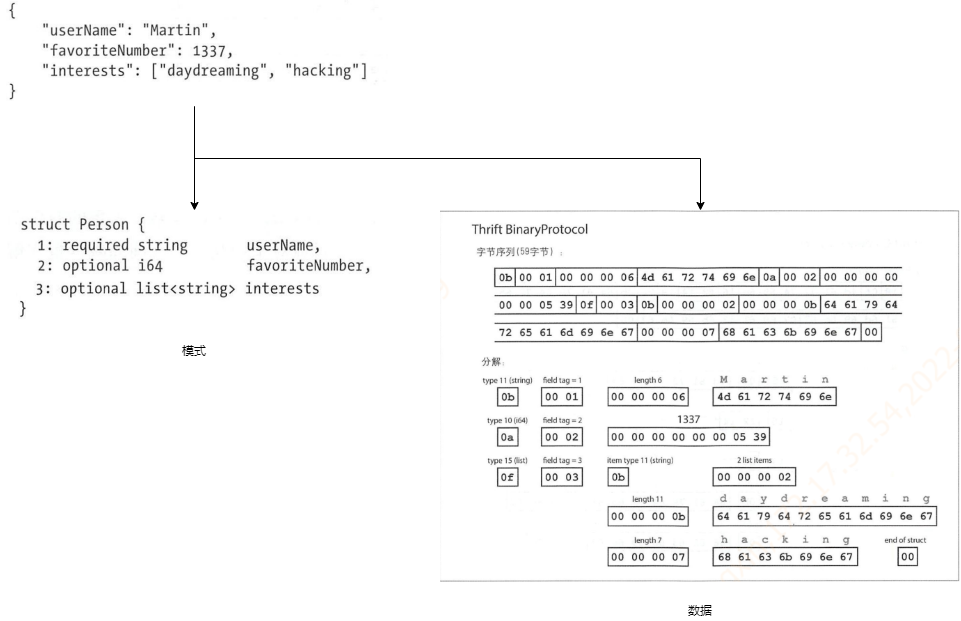 {
"userName": "Martin",
"favoriteNumber": 1337,
"interests": ["daydreaming", "hacking"]
}
struct Person {
1: required string userName,
2: optional i64 favoriteNumber,
3: optional list<string> interests
}
模式
Thrift BinaryProtocol
字节序列(59字节) :
0b 00 01 00 00 00 06 4d 61 72 74 69 6e 0a 00 02 00 00 00 00
00 00 05 39 0f 00 03 0b 00 00 00 02 00 00 00 0b 64 61 79 64
72 65 61 6d 69 6e 67 00 00 00 07 68 61 63 6b 69 6e 67 00
分解:
type 11 (string) field tag = 1 length 6 M a r t i n
0b 00 01 00 00 00 06 4d 61 72 74 69 6e
type 10 (i64) field tag = 2 1337
0a 00 02 00 00 00 00 00 00 05 39
type 15 (list) field tag = 3 item type 11 (string) 2 list items
0f 00 03 0b 00 00 00 02
length 11 d a y d r e a m i n g
00 00 00 0b 64 61 79 64 72 65 61 6d 69 6e 67
length 7 h a c k i n g end of struct
00 00 00 07 68 61 63 6b 69 6e 67 00
数据